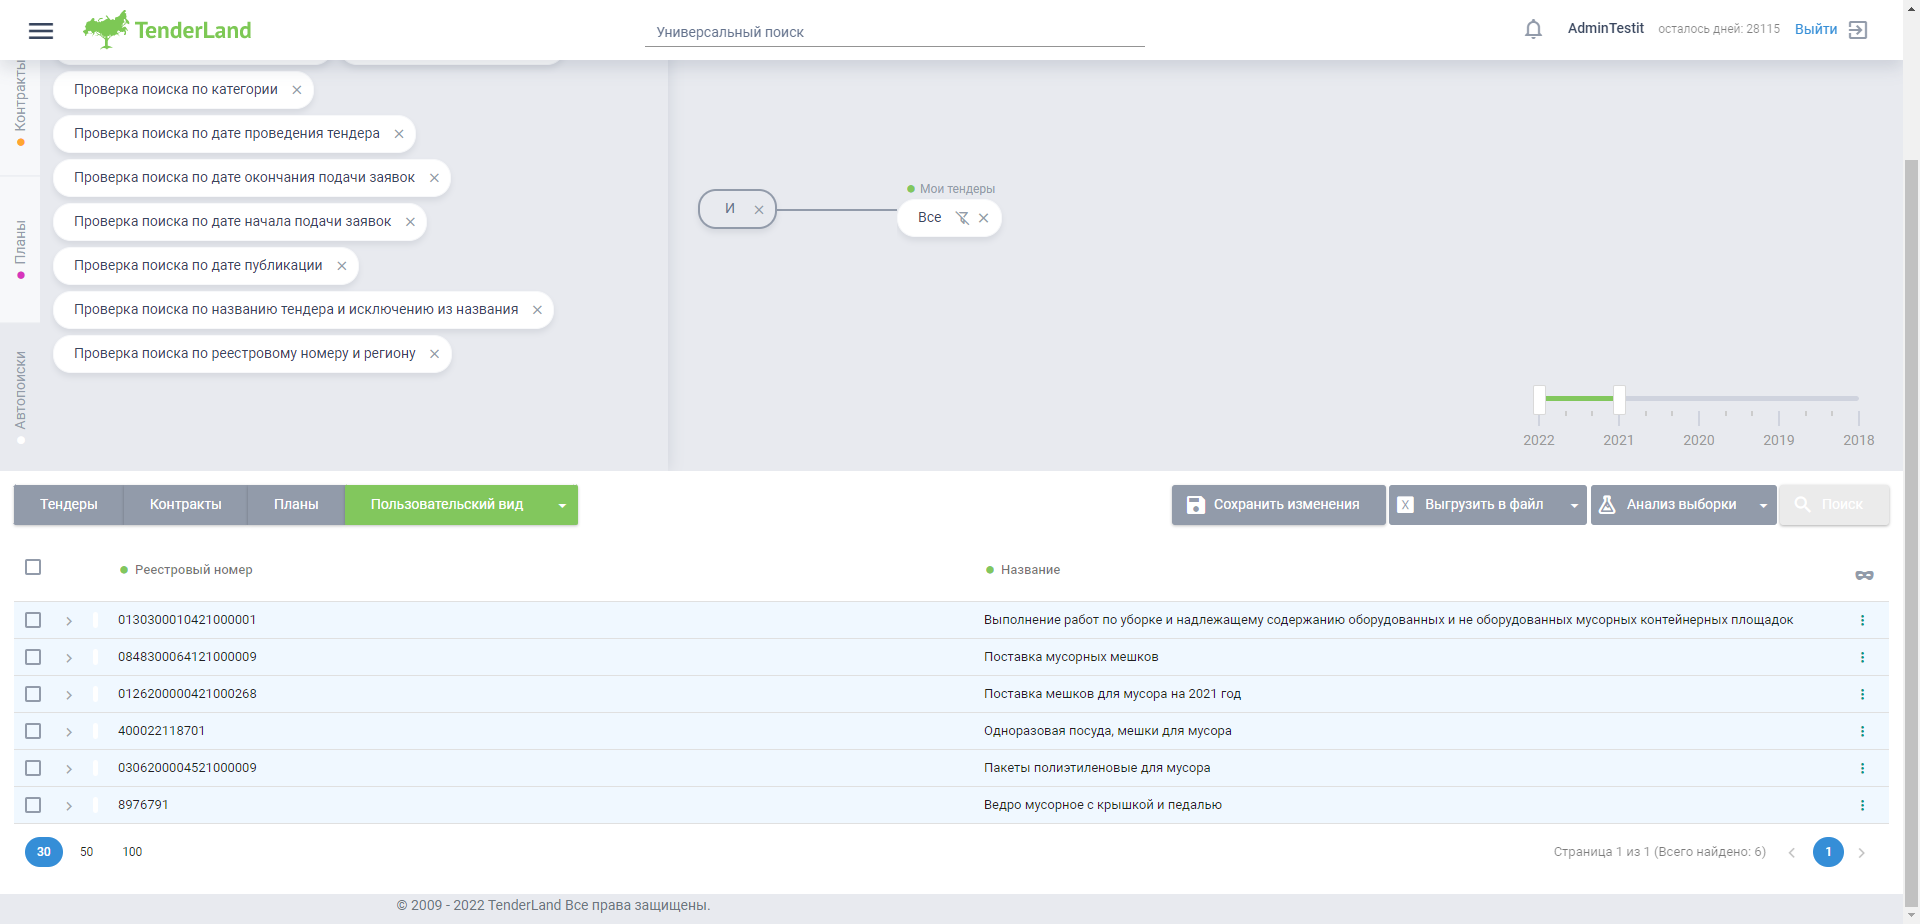 TenderLand
Универсальный поиск
AdminTestit
осталось дней: 28115
Выйти
Контракты
Планы
Автопоиски
Проверка поиска по категории
Проверка поиска по дате проведения тендера
Проверка поиска по дате окончания подачи заявок
Проверка поиска по дате начала подачи заявок
Проверка поиска по дате публикации
Проверка поиска по названию тендера и исключению из названия
Проверка поиска по реестровому номеру и региону
И
Мои тендеры
Все
2022 2021 2020 2019 2018
Тендеры Контракты Планы Пользовательский вид
Сохранить изменения Выгрузить в файл Анализ выборки Поиск
Реестровый номер Название
0130300010421000001 Выполнение работ по уборке и надлежащему содержанию оборудованных и не оборудованных мусорных контейнерных площадок
0848300064121000009 Поставка мусорных мешков
0126200000421000268 Поставка мешков для мусора на 2021 год
400022118701 Одноразовая посуда, мешки для мусора
0306200004521000009 Пакеты полиэтиленовые для мусора
8976791 Ведро мусорное с крышкой и педалью
30 50 100
Страница 1 из 1 (Всего найдено: 6) 1
© 2009 - 2022 TenderLand Все права защищены.